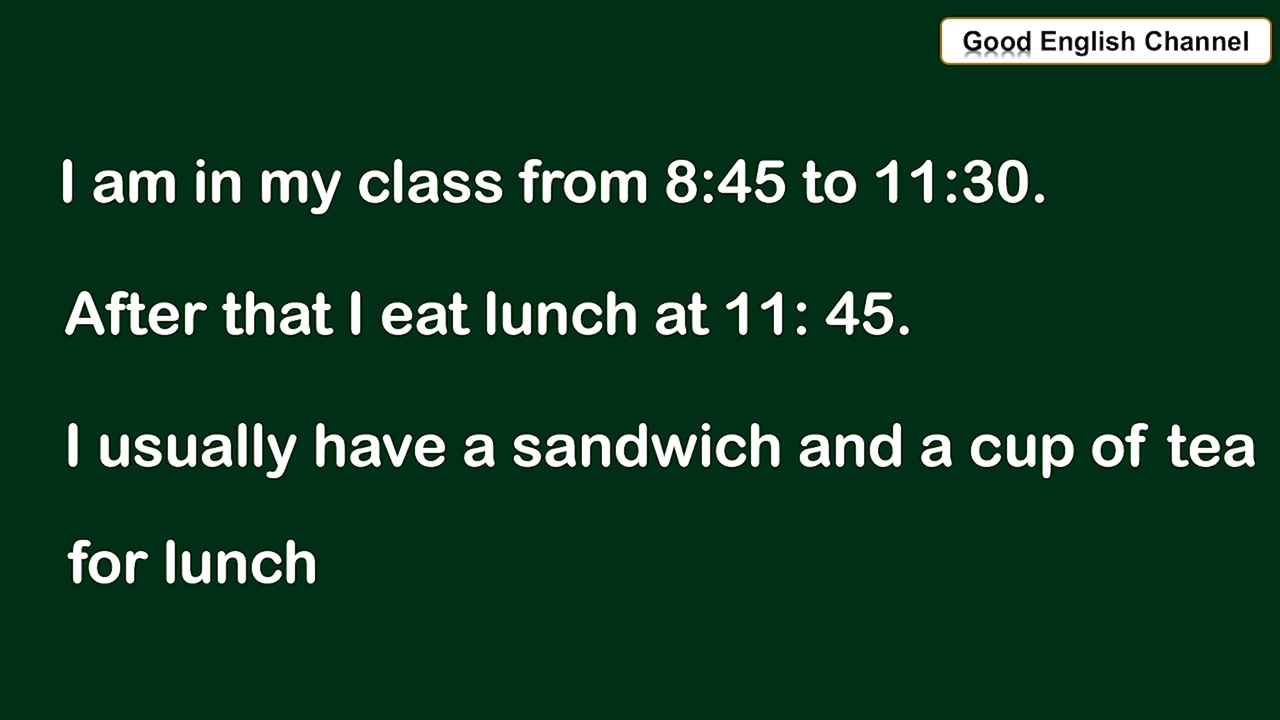 Good English Channel
I am in my class from 8:45 to 11:30.
After that I eat lunch at 11: 45.
I usually have a sandwich and a cup of tea
for lunch